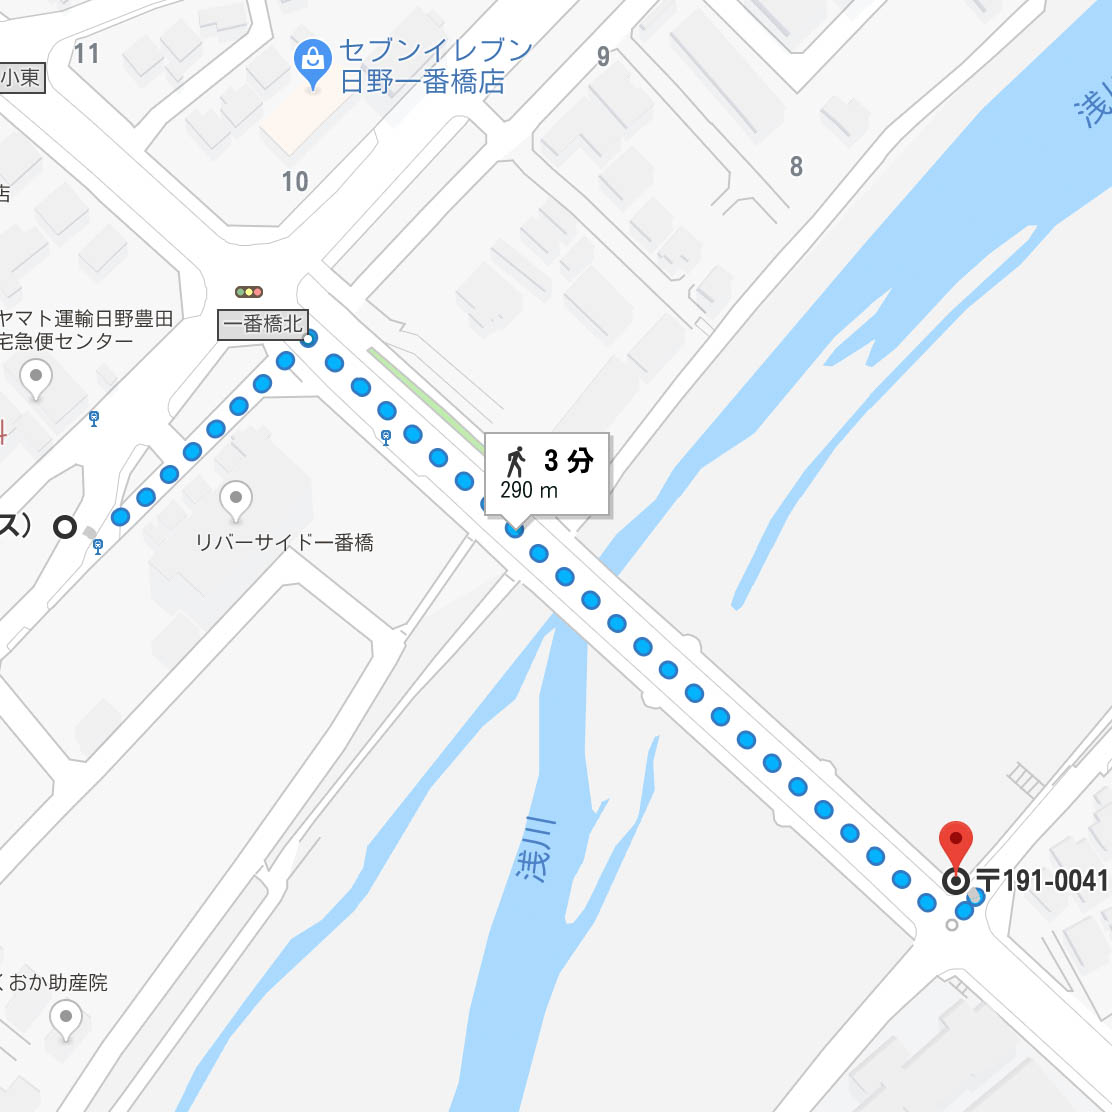 11
セブンイレブン
日野一番橋店
9
小東
8
10
店
浅川
ヤマト運輸日野豊田
宅急便センター
一番橋北
3 分
290 m
ス）
リバーサイド一番橋
浅川
〒191-0041
くおか助産院